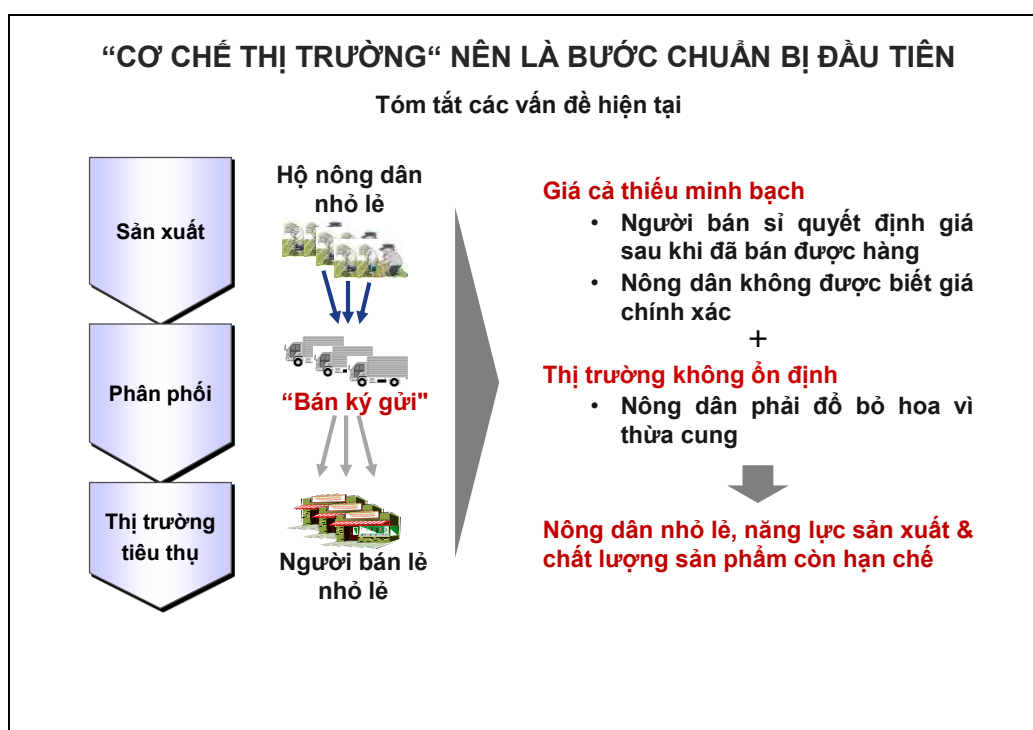 “CƠ CHẾ THỊ TRƯỜNG“ NÊN LÀ BƯỚC CHUẨN BỊ ĐẦU TIÊN
Tóm tắt các vấn đề hiện tại
Sản xuất
Phân phối
Thị trường
tiêu thụ
Hộ nông dân
nhỏ lẻ
“Bán ký gửi"
Người bán lẻ
nhỏ lẻ
Giá cả thiếu minh bạch
• Người bán sỉ quyết định giá
sau khi đã bán được hàng
• Nông dân không được biết giá
chính xác
+
Thị trường không ổn định
• Nông dân phải đổ bỏ hoa vì
thừa cung
Nông dân nhỏ lẻ, năng lực sản xuất &
chất lượng sản phẩm còn hạn chế